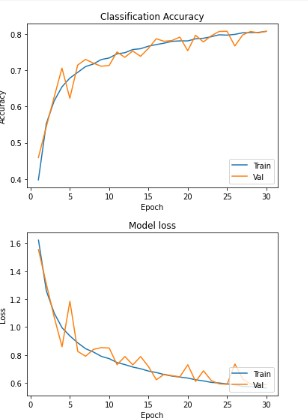 Classification Accuracy
0.8
0.7
0.6
0.5
0.4
Accuracy
Train
Val
0 5 10 15 20 25 30
Epoch
Model loss
1.6
1.4
1.2
1.0
0.8
0.6
Loss
Train
Val
0 5 10 15 20 25 30
Epoch